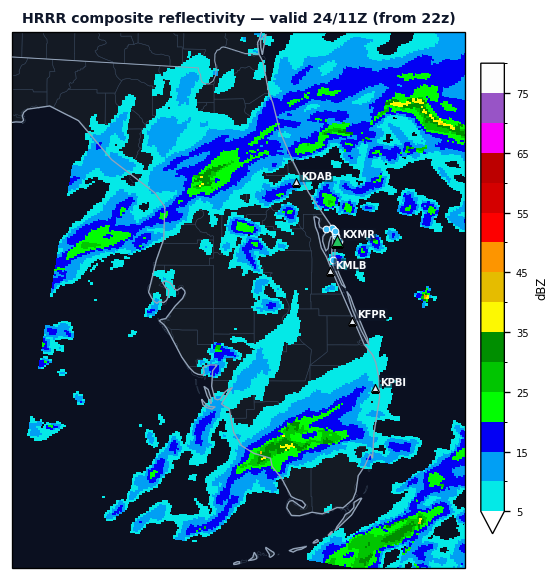 HRRR composite reflectivity — valid 24/11Z (from 22z)
KDAB
KXMR
KMLB
KFPR
KPBI
75
65
55
45
35
25
15
5
dBZ